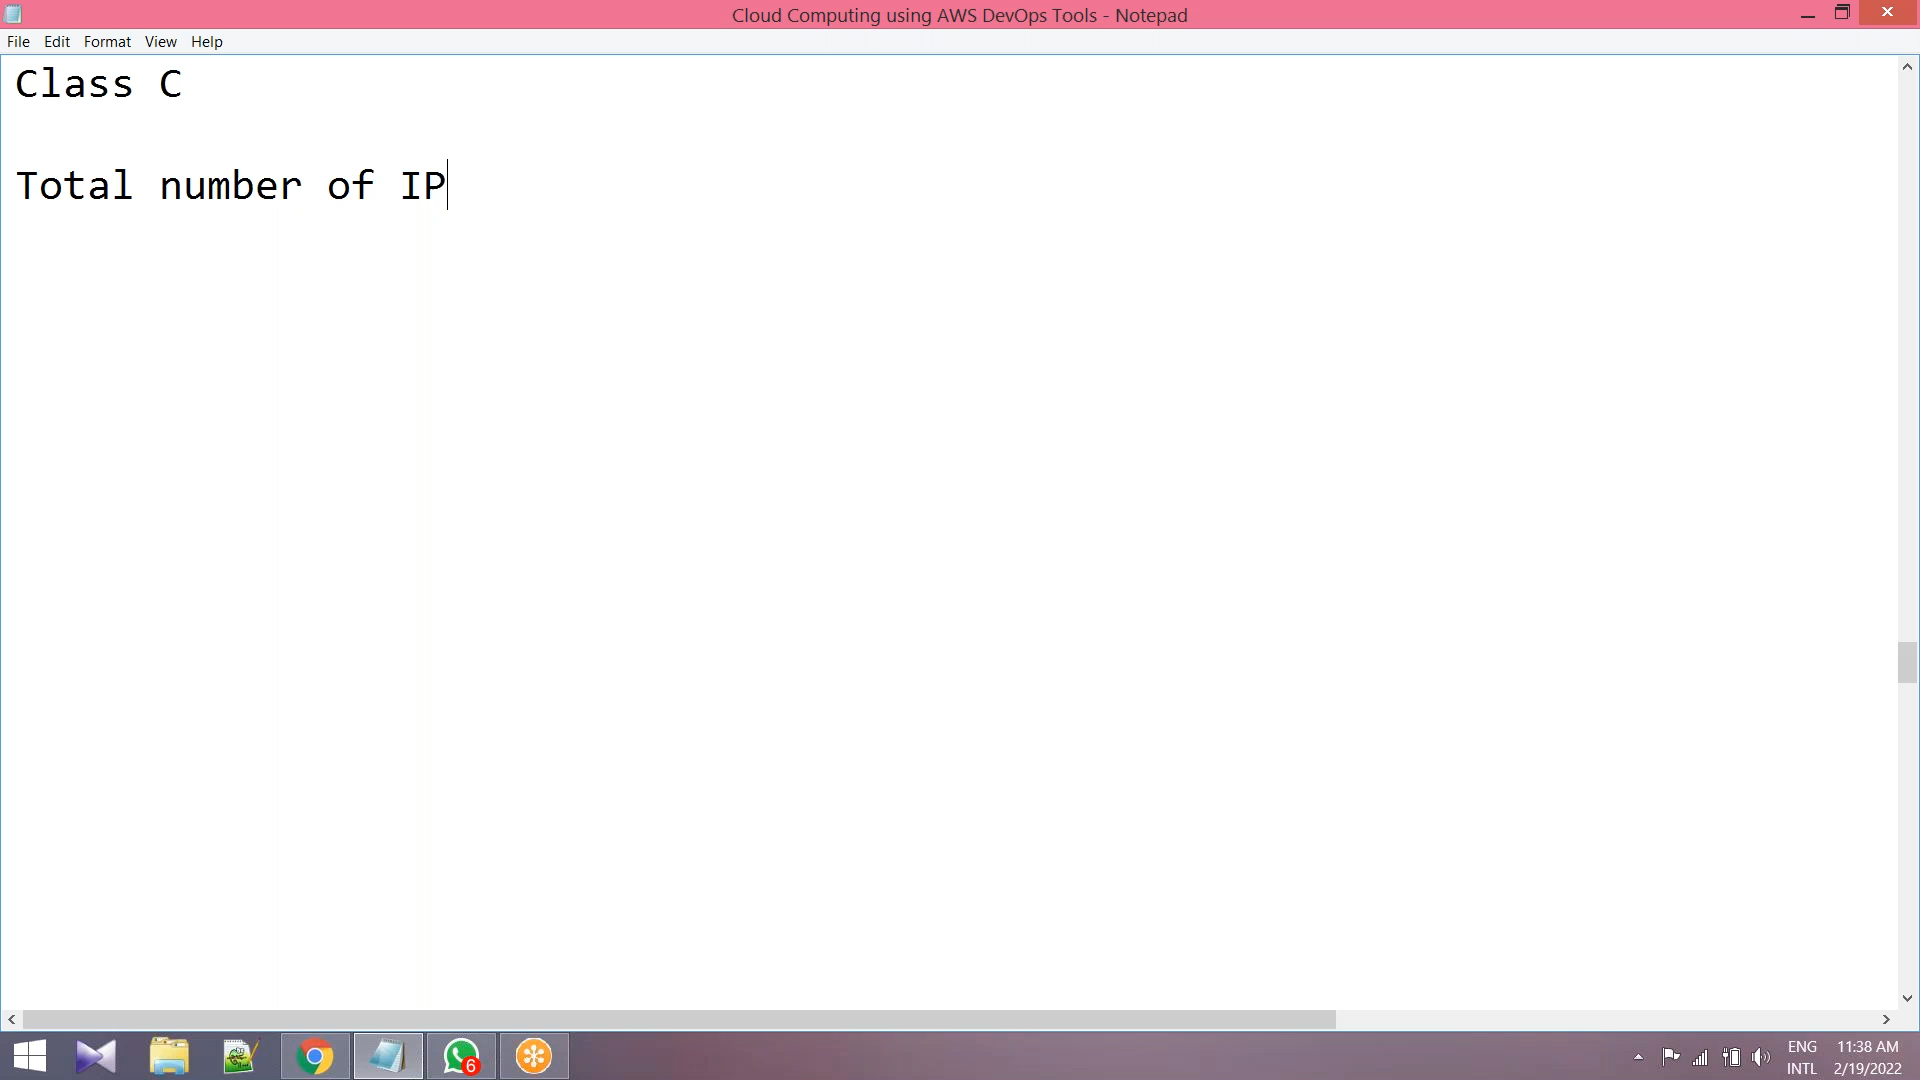 Cloud Computing using AWS DevOps Tools - Notepad
File Edit Format View Help
Class C
Total number of IP
6
ENG 11:38 AM
INTL 2/19/2022